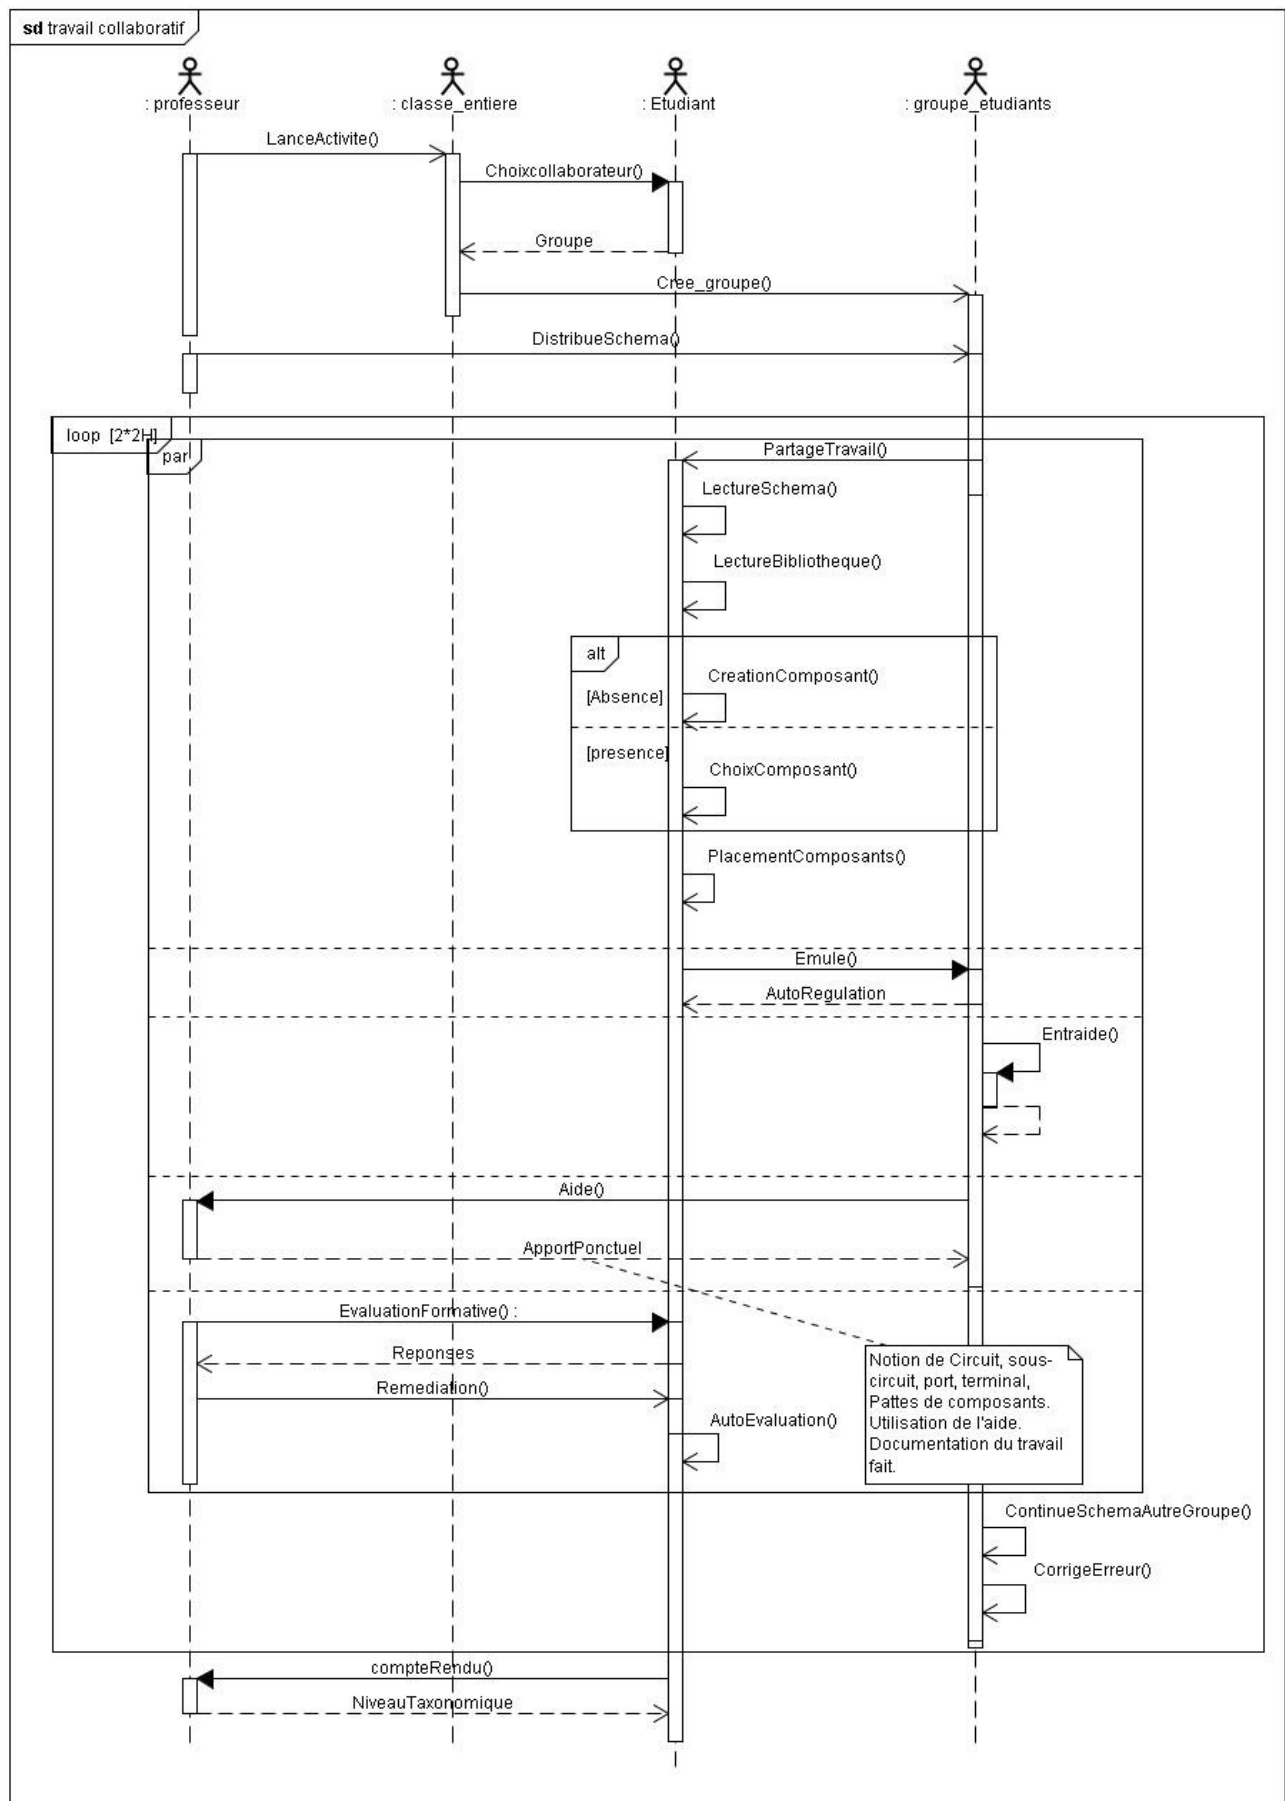 sd travail collaboratif
: professeur
: classe_entiere
: Etudiant
: groupe_etudiants
LanceActivite()
Choixcollaborateur()
Groupe
Cree_groupe()
DistribueSchema()
loop [2*2H]
par
PartageTravail()
LectureSchema()
LectureBibliotheque()
alt
CreationComposant()
[Absence]
[presence]
ChoixComposant()
PlacementComposants()
Emule()
AutoRegulation
Entraide()
Aide()
ApportPonctuel
EvaluationFormative() :
Reponses
Notion de Circuit, sous-
circuit, port, terminal,
Pattes de composants.
Utilisation de l'aide.
Documentation du travail
fait.
Remediation()
AutoEvaluation()
ContinueSchemaAutreGroupe()
CorrigeErreur()
compteRendu()
NiveauTaxonomique